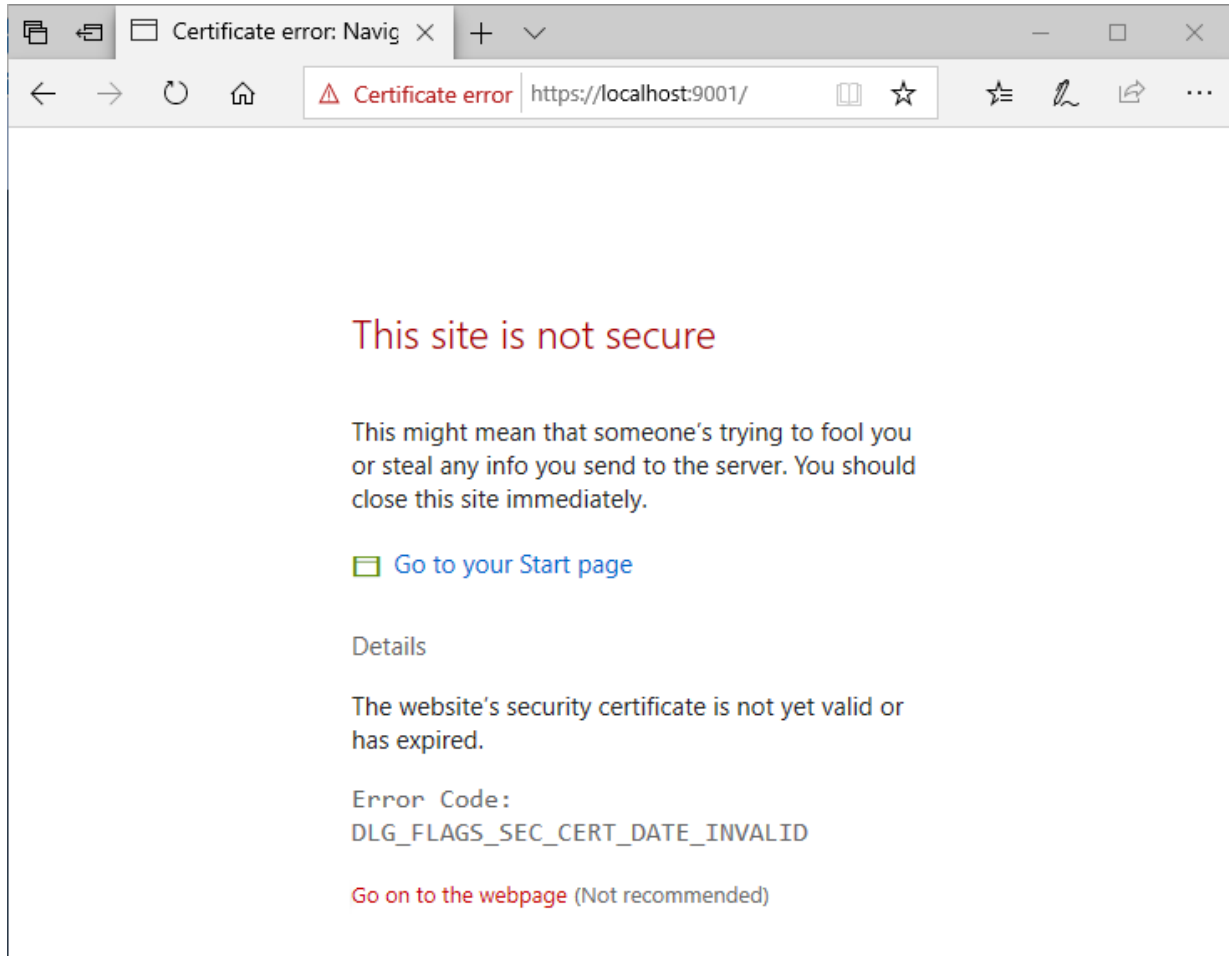 Certificate error: Navig
Certificate error https://localhost:9001/
This site is not secure
This might mean that someone’s trying to fool you
or steal any info you send to the server. You should
close this site immediately.
Go to your Start page
Details
The website’s security certificate is not yet valid or
has expired.
Error Code:
DLG_FLAGS_SEC_CERT_DATE_INVALID
Go on to the webpage (Not recommended)